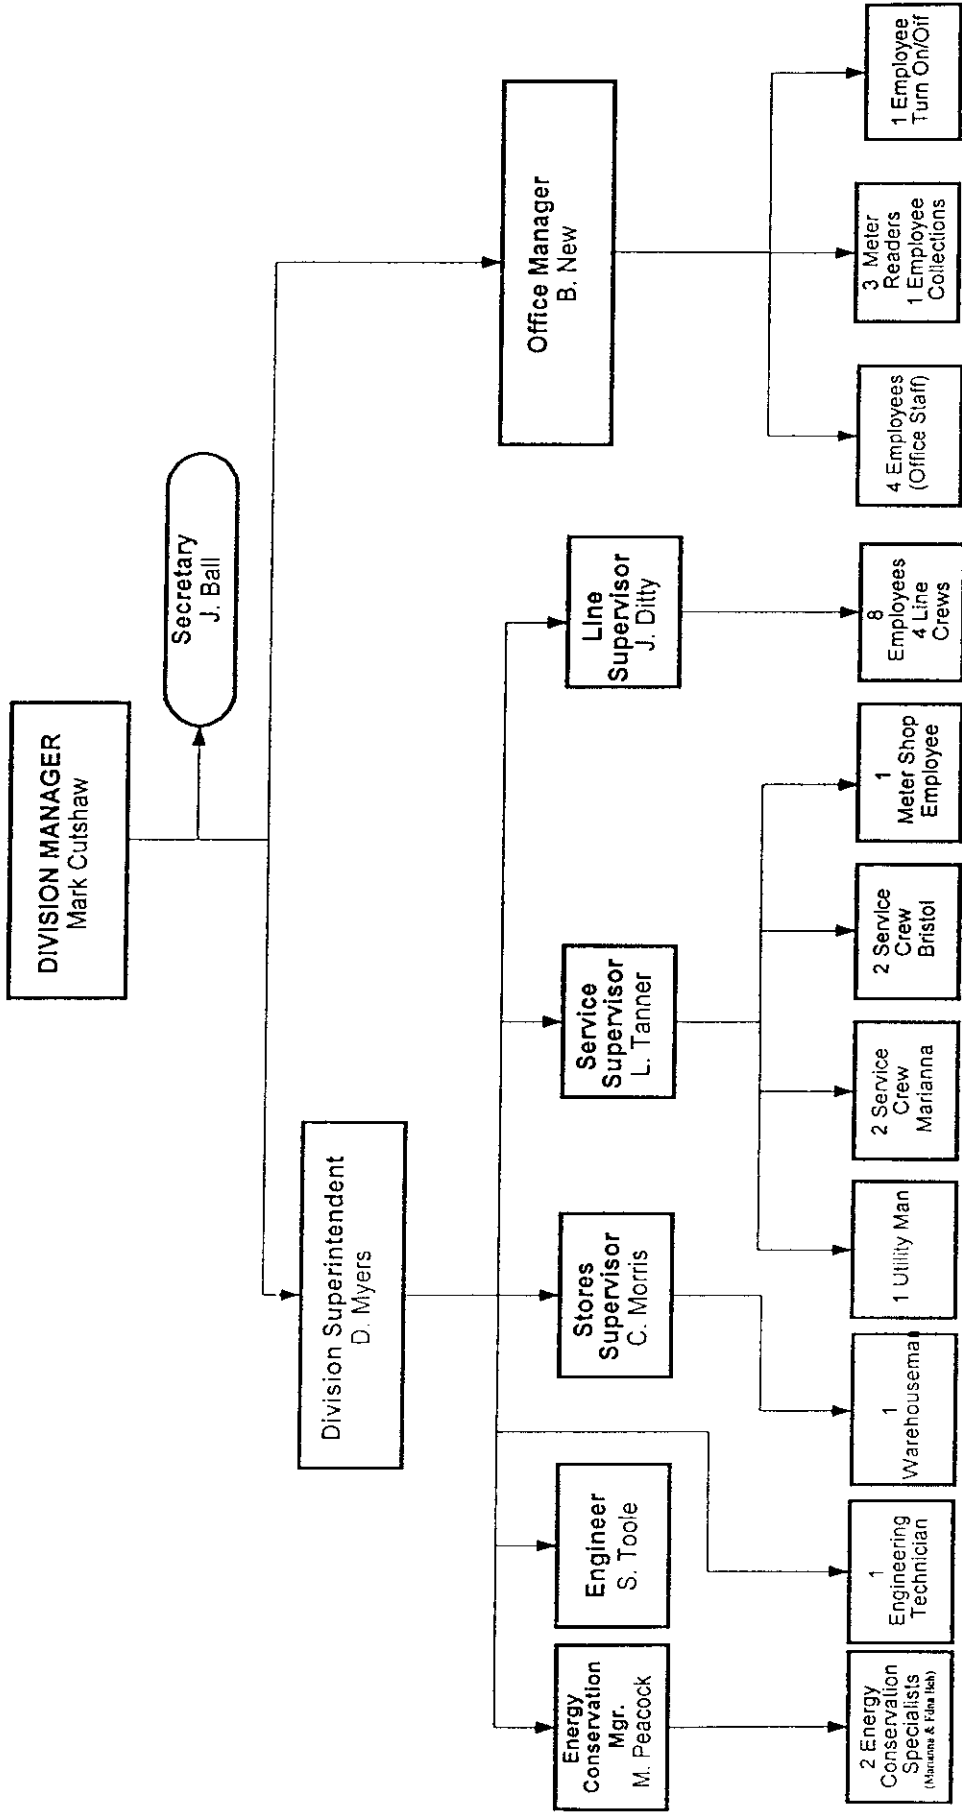 DIVISION MANAGER
Mark Cutshaw
Secretary
J. Ball
Division Superintendent
D. Myers
Office Manager
B. New
Energy
Conservation
Mgr.
M. Peacock
Engineer
S. Toole
Stores
Supervisor
C. Morris
Service
Supervisor
L. Tanner
Line
Supervisor
J. Ditty
2 Energy
Conservation
Specialists
(Marianna &
1
Engineering
Technician
1
Warehouseman
1 Utility Man
2 Service
Crew
Marianna
2 Service
Crew
Bristol
1
Meter Shop
Employee
8
Employees
4 Line
Crews
4 Employees
(Office Staff)
3 Meter
Readers
1 Employee
Collections
1 Employee
Turn On/Off